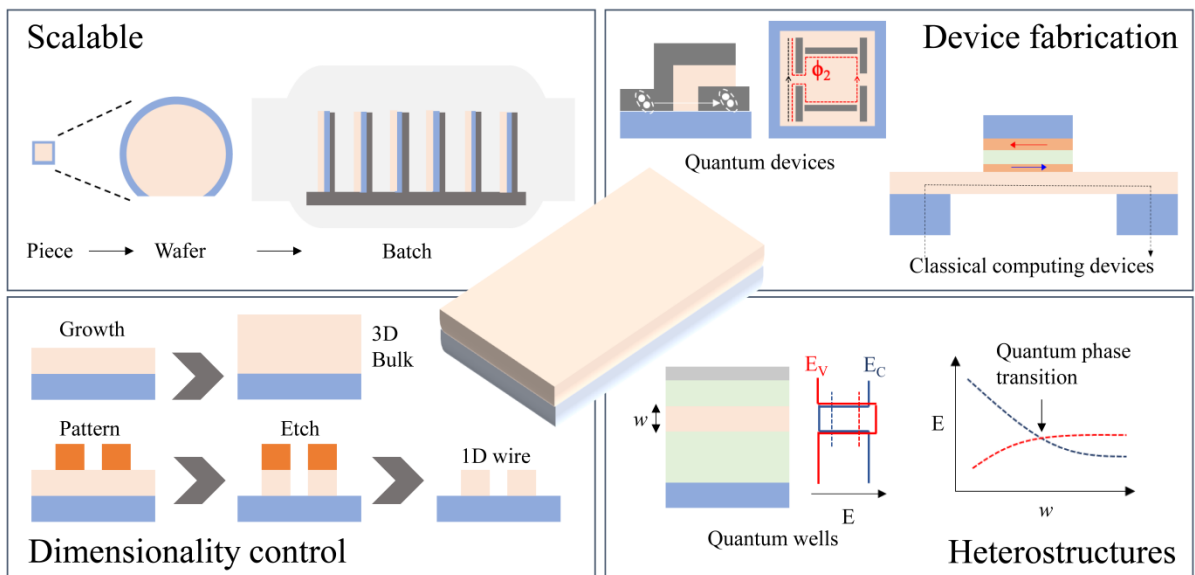 Scalable
Piece
Wafer
Batch
Device fabrication
ϕ2
Quantum devices
Classical computing devices
Growth
3D
Bulk
Pattern
Etch
1D wire
Dimensionality control
w
EV
EC
E
Quantum wells
Quantum phase
transition
E
w
Heterostructures